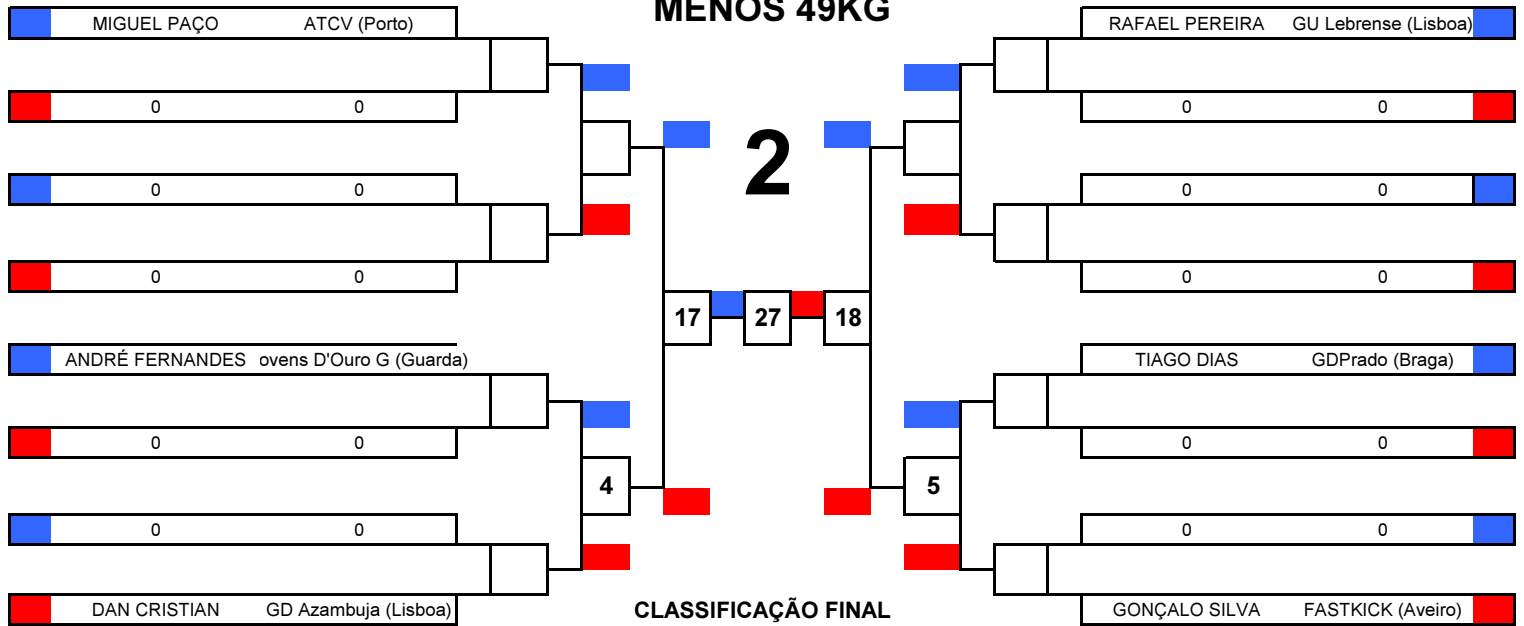 MENOS 49KG
MIGUEL PAÇO ATCV (Porto)
RAFAEL PEREIRA GU Lebrense (Lisboa)
0 0
0 0
2
0 0
0 0
0 0
0 0
17 27 18
ANDRÉ FERNANDES ovens D'Ouro G (Guarda)
TIAGO DIAS GDPrado (Braga)
0 0
0 0
4
5
0 0
0 0
DAN CRISTIAN GD Azambuja (Lisboa)
CLASSIFICAÇÃO FINAL
GONÇALO SILVA FASTKICK (Aveiro)